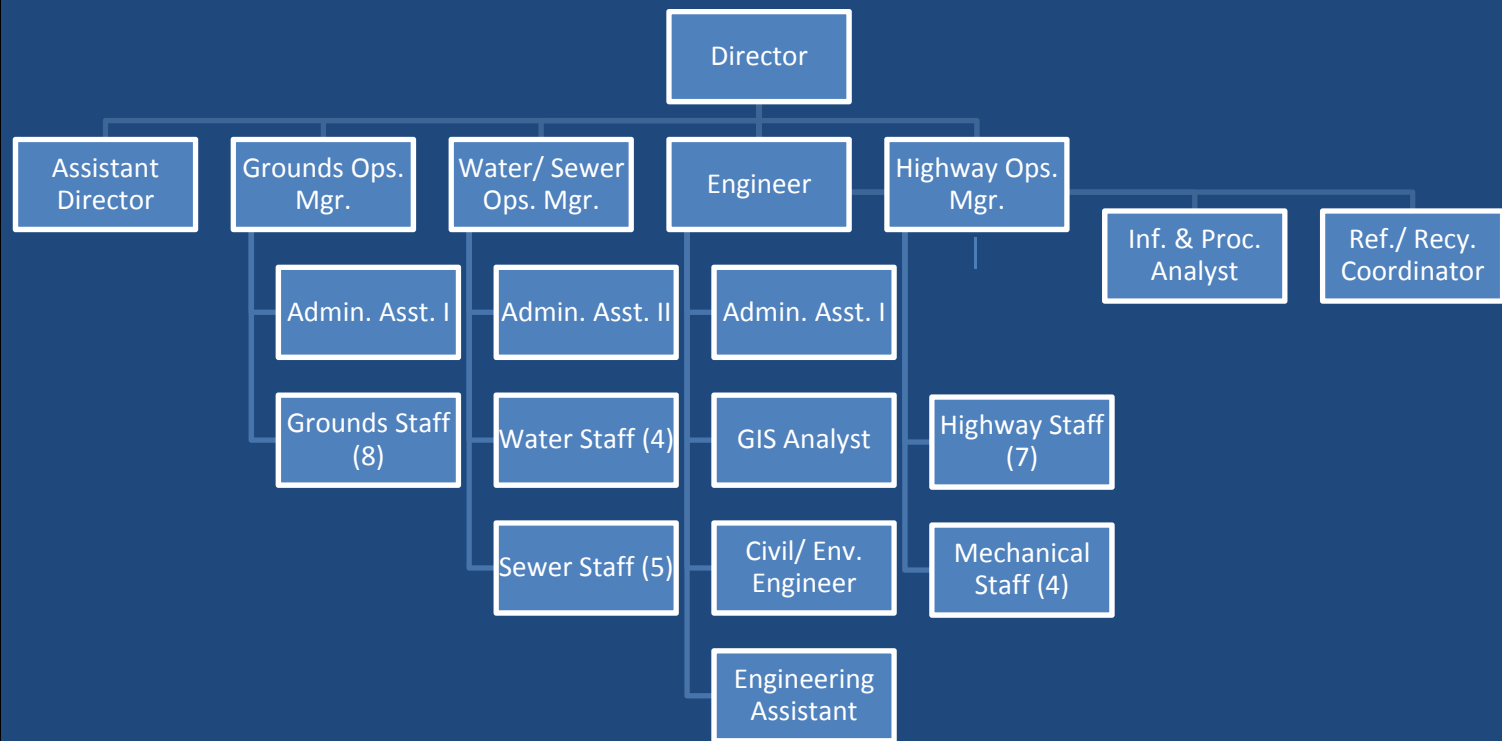 Director
Assistant
Director
Grounds Ops.
Mgr.
Water/ Sewer
Ops. Mgr.
Engineer
Highway Ops.
Mgr.
Inf. & Proc.
Analyst
Ref./ Recy.
Coordinator
Admin. Asst. I
Admin. Asst. II
Admin. Asst. I
Grounds Staff
(8)
Water Staff (4)
GIS Analyst
Highway Staff
(7)
Sewer Staff (5)
Civil/ Env.
Engineer
Mechanical
Staff (4)
Engineering
Assistant